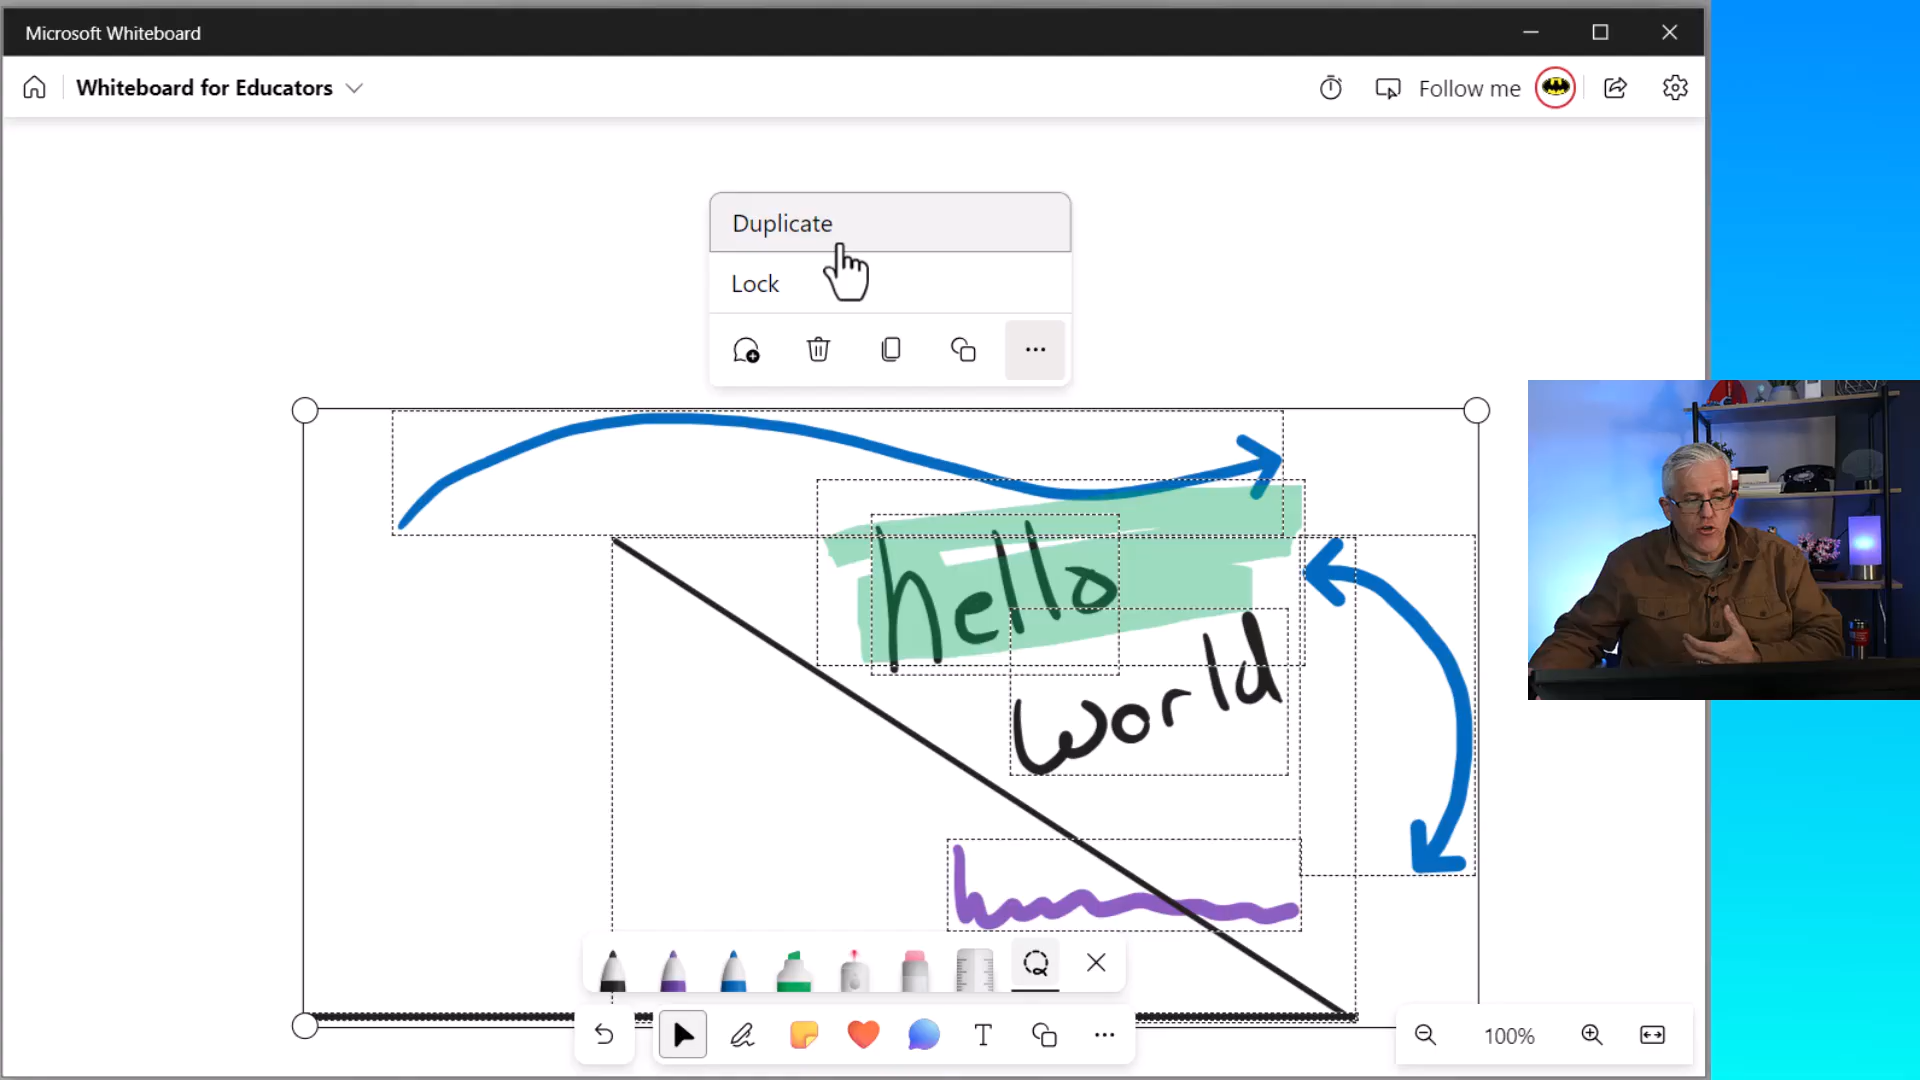 Microsoft Whiteboard
Whiteboard for Educators
Follow me
Duplicate
Lock
hello
world
T
100%